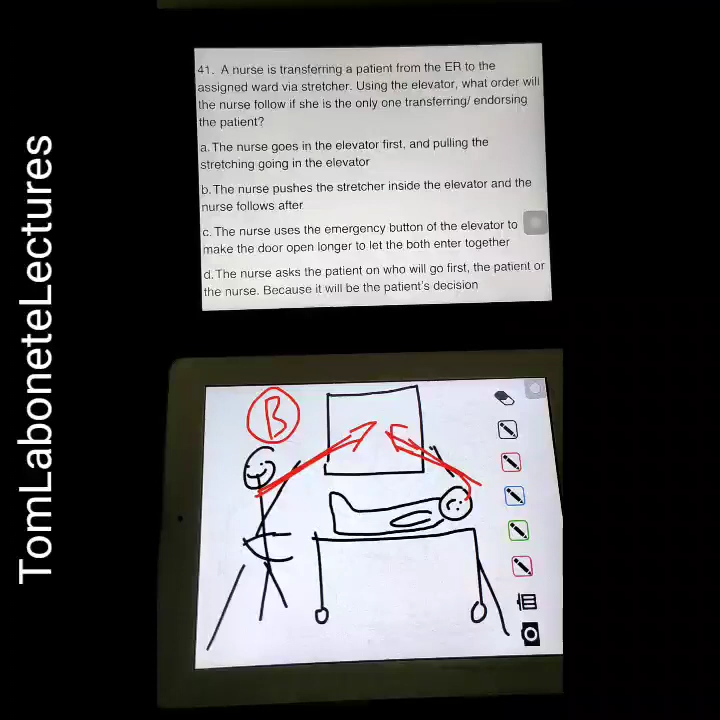 TomLaboneteLectures
41. A nurse is transferring a patient from the ER to the
assigned ward via stretcher. Using the elevator, what order will
the nurse follow if she is the only one transferring/ endorsing
the patient?
a. The nurse goes in the elevator first, and pulling the
stretching going in the elevator
b. The nurse pushes the stretcher inside the elevator and the
nurse follows after
c. The nurse uses the emergency button of the elevator to
make the door open longer to let the both enter together
d. The nurse asks the patient on who will go first, the patient or
the nurse. Because it will be the patient's decision
B